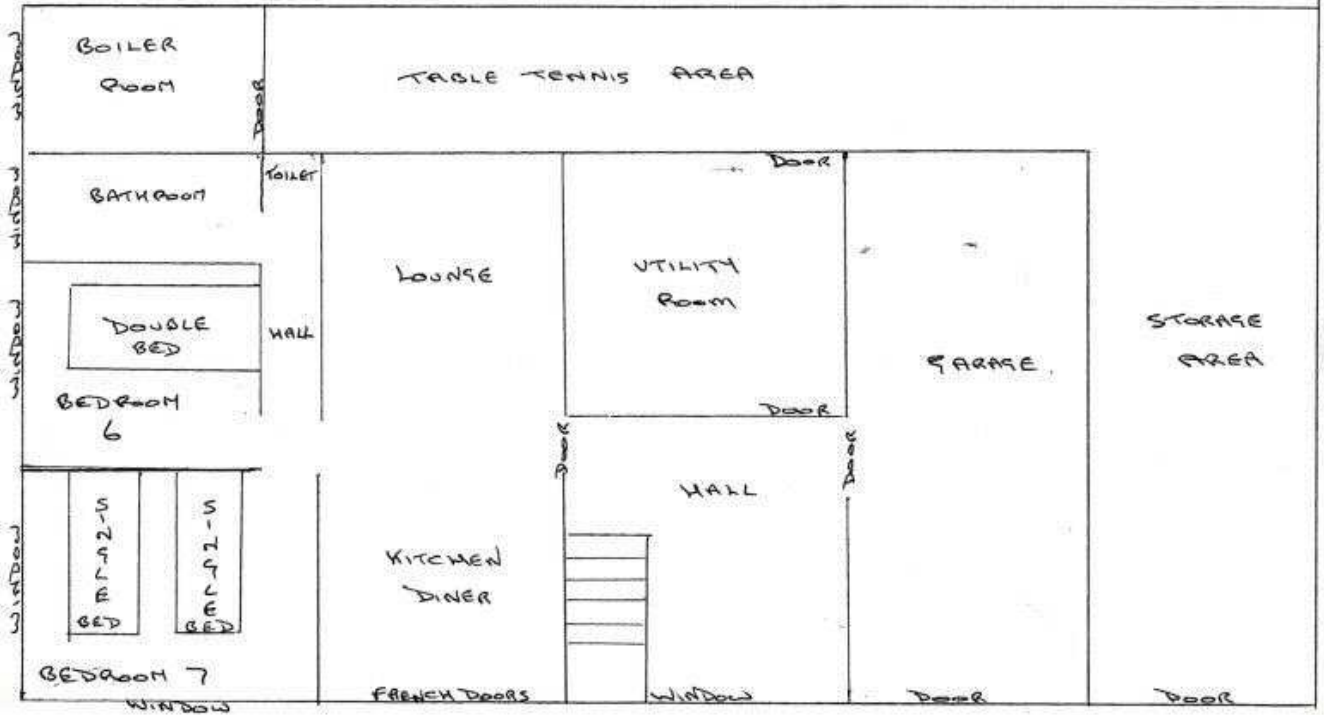 BOILER
ROOM
WINDOW
DOOR
TABLE TENNIS AREA
BATHROOM
WINDOW
TOILET
LOUNGE
DOOR
UTILITY
ROOM
DOOR
GARAGE
STORAGE
AREA
DOUBLE
BED
BEDROOM
6
WINDOW
HALL
DOOR
DOOR
HALL
KITCHEN
DINER
SINGLE
BED
SINGLE
BED
BEDROOM 7
WINDOW
WINDOW
FRENCH DOORS
WINDOW
DOOR
DOOR